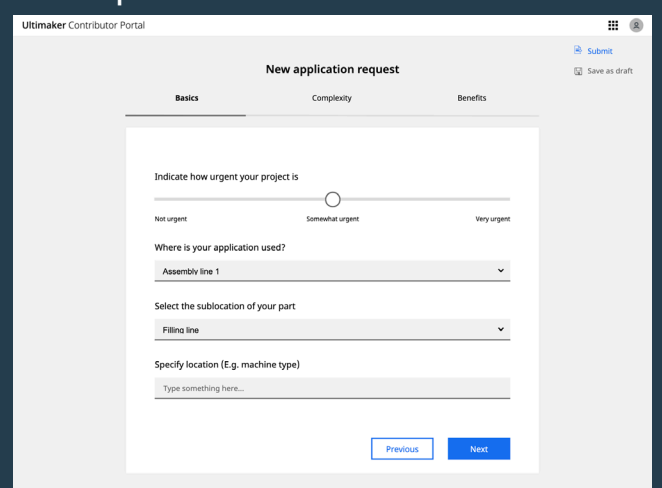 Ultimaker Contributor Portal
Submit
New application request
Save as draft
Basics Complexity Benefits
Indicate how urgent your project is
Not urgent Somewhat urgent Very urgent
Where is your application used?
Assembly line 1
Select the sublocation of your part
Filling line
Specify location (E.g. machine type)
Type something here...
Previous Next